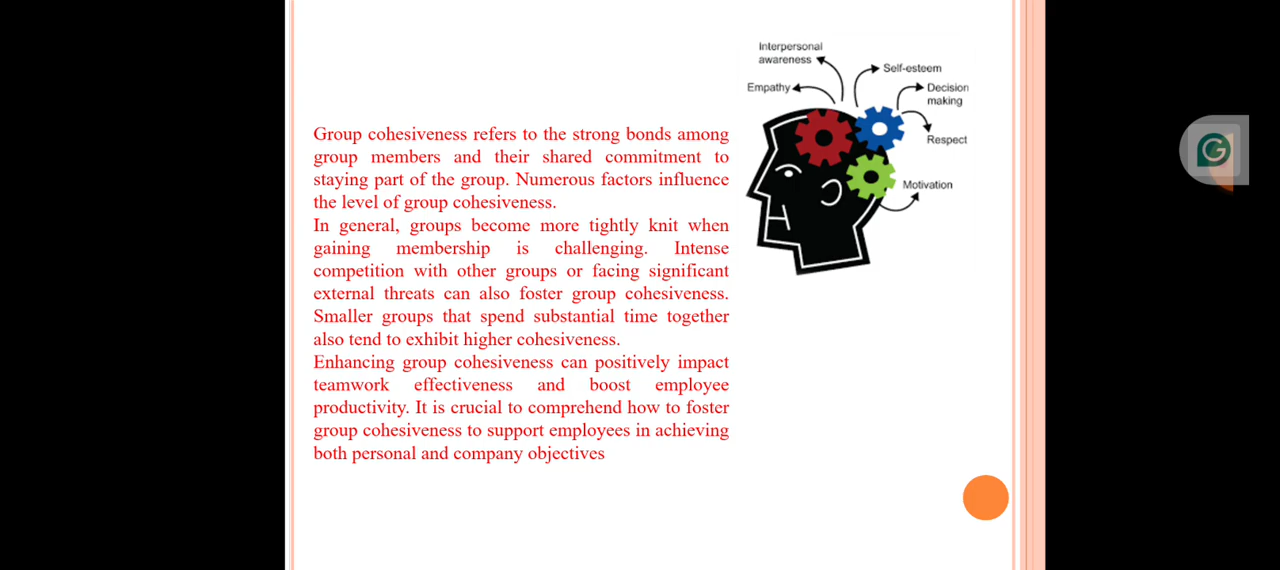 Interpersonal
awareness
Self-esteem
Empathy
Decision
making
Respect
Motivation
Group cohesiveness refers to the strong bonds among
group members and their shared commitment to
staying part of the group. Numerous factors influence
the level of group cohesiveness.
In general, groups become more tightly knit when
gaining membership is challenging. Intense
competition with other groups or facing significant
external threats can also foster group cohesiveness.
Smaller groups that spend substantial time together
also tend to exhibit higher cohesiveness.
Enhancing group cohesiveness can positively impact
teamwork effectiveness and boost employee
productivity. It is crucial to comprehend how to foster
group cohesiveness to support employees in achieving
both personal and company objectives